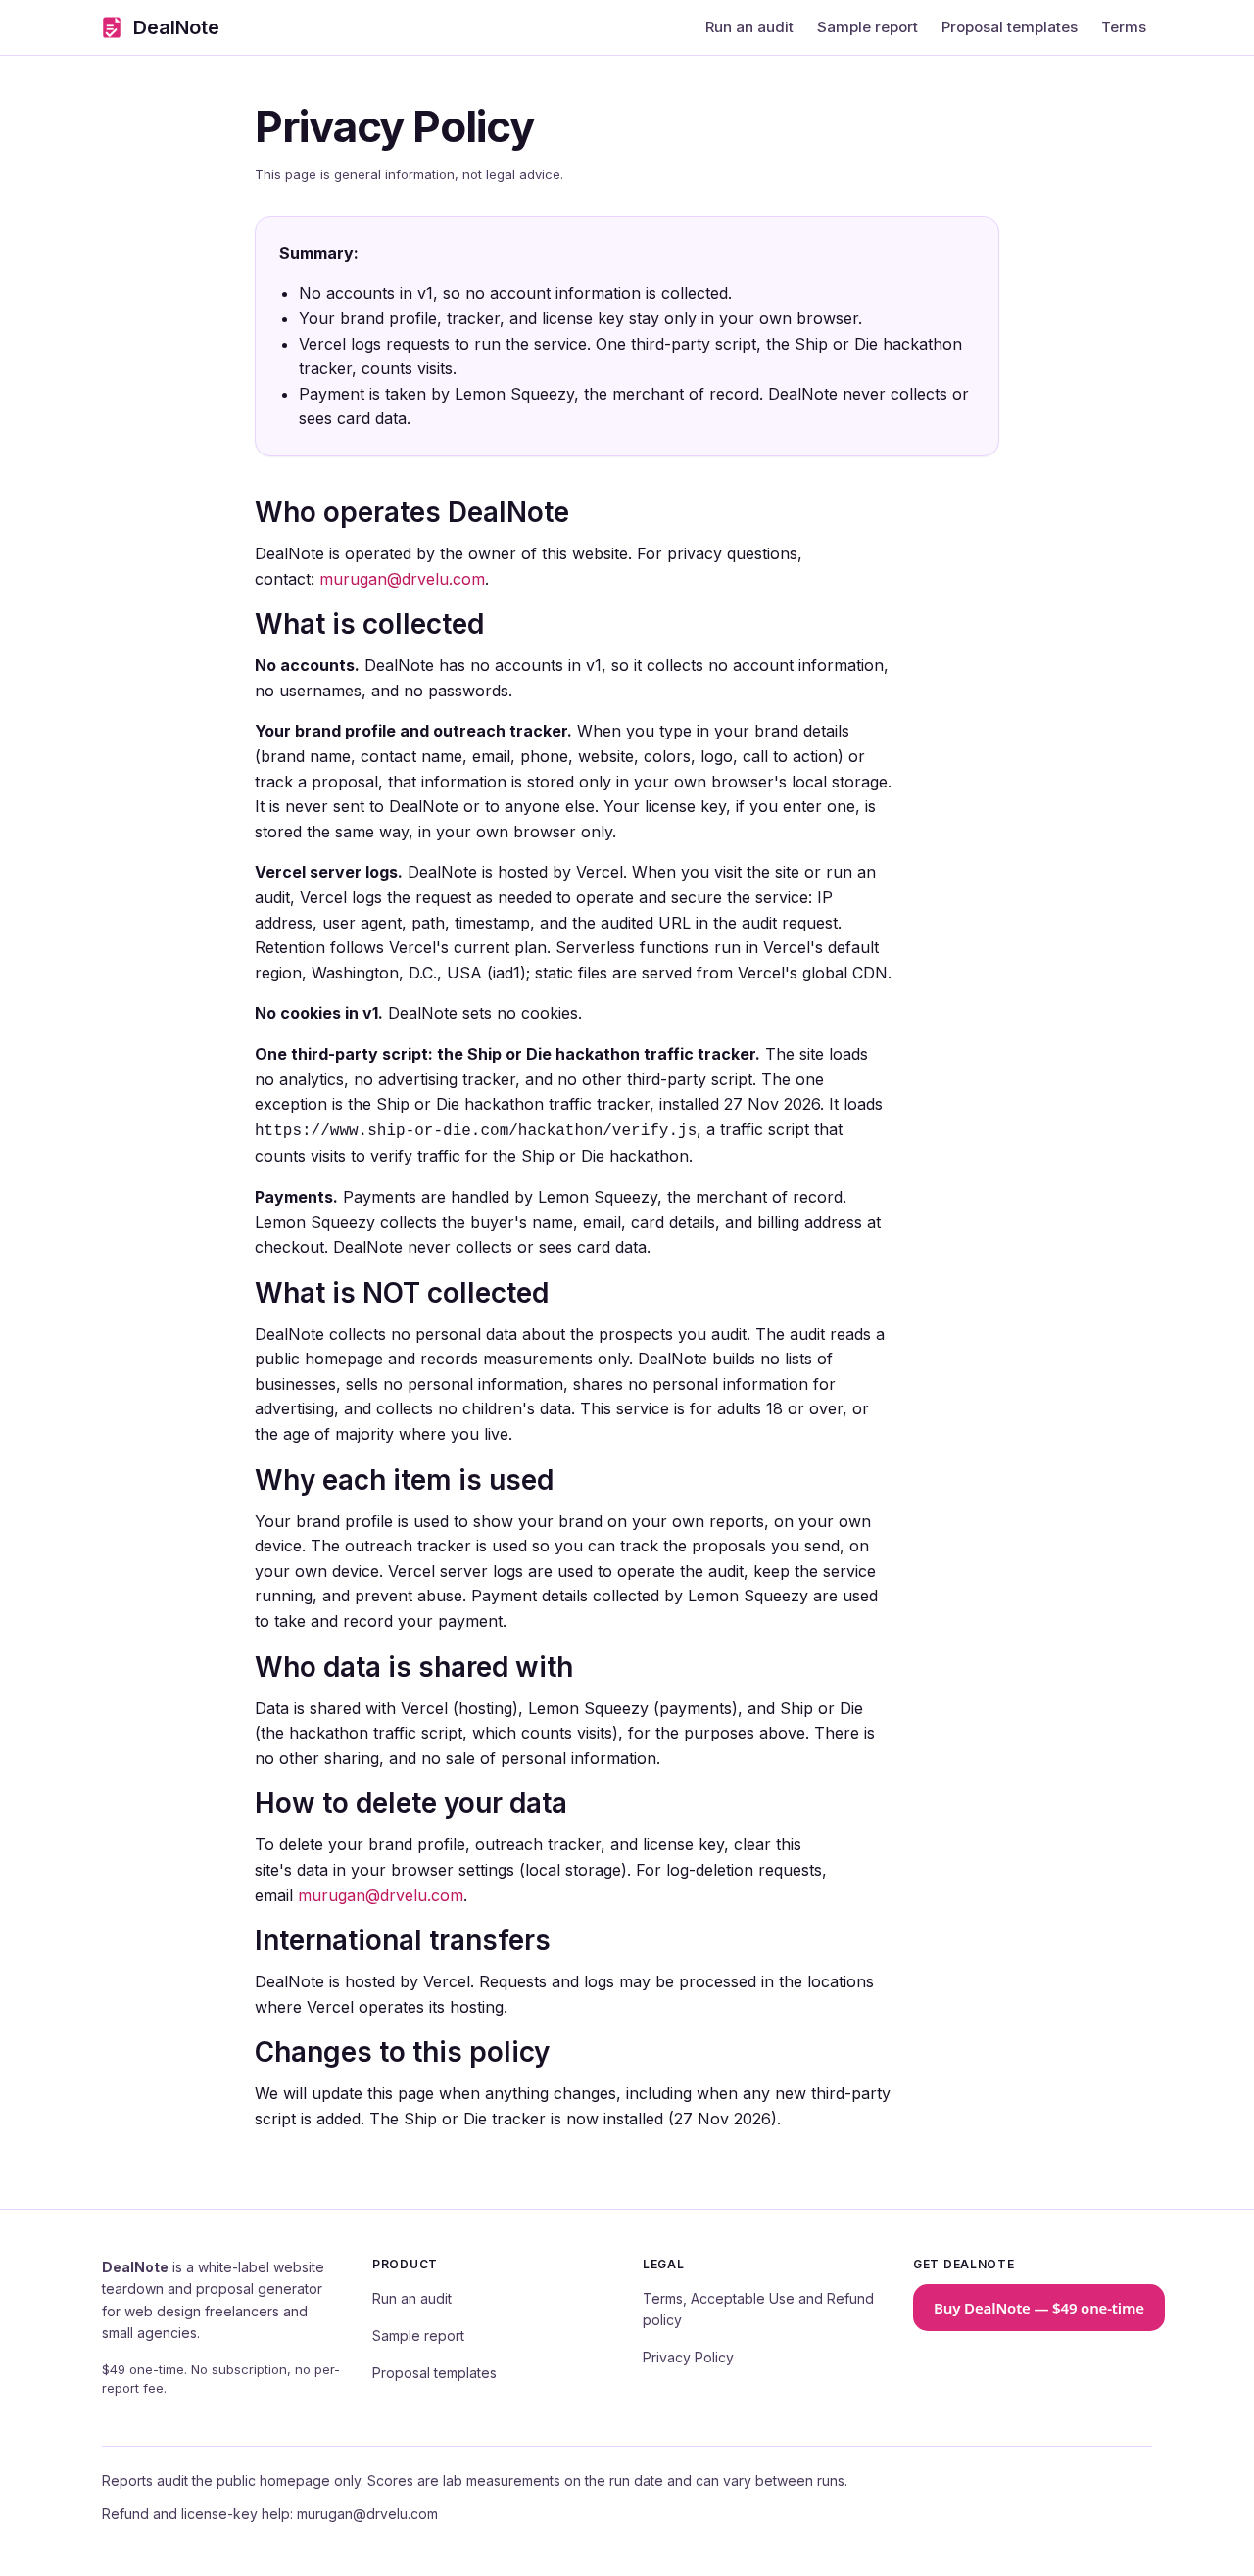 DealNote
Run an audit
Sample report
Proposal templates
Terms
Privacy Policy
This page is general information, not legal advice.
Summary:
• No accounts in v1, so no account information is collected.
• Your brand profile, tracker, and license key stay only in your own browser.
• Vercel logs requests to run the service. One third-party script, the Ship or Die hackathon
tracker, counts visits.
• Payment is taken by Lemon Squeezy, the merchant of record. DealNote never collects or
sees card data.
Who operates DealNote
DealNote is operated by the owner of this website. For privacy questions,
contact: murugan@drvelu.com.
What is collected
No accounts. DealNote has no accounts in v1, so it collects no account information,
no usernames, and no passwords.
Your brand profile and outreach tracker. When you type in your brand details
(brand name, contact name, email, phone, website, colors, logo, call to action) or
track a proposal, that information is stored only in your own browser's local storage.
It is never sent to DealNote or to anyone else. Your license key, if you enter one, is
stored the same way, in your own browser only.
Vercel server logs. DealNote is hosted by Vercel. When you visit the site or run an
audit, Vercel logs the request as needed to operate and secure the service: IP
address, user agent, path, timestamp, and the audited URL in the audit request.
Retention follows Vercel's current plan. Serverless functions run in Vercel's default
region, Washington, D.C., USA (iad1); static files are served from Vercel's global CDN.
No cookies in v1. DealNote sets no cookies.
One third-party script: the Ship or Die hackathon traffic tracker. The site loads
no analytics, no advertising tracker, and no other third-party script. The one
exception is the Ship or Die hackathon traffic tracker, installed 27 Nov 2026. It loads
https://www.ship-or-die.com/hackathon/verify.js, a traffic script that
counts visits to verify traffic for the Ship or Die hackathon.
Payments. Payments are handled by Lemon Squeezy, the merchant of record.
Lemon Squeezy collects the buyer's name, email, card details, and billing address at
checkout. DealNote never collects or sees card data.
What is NOT collected
DealNote collects no personal data about the prospects you audit. The audit reads a
public homepage and records measurements only. DealNote builds no lists of
businesses, sells no personal information, shares no personal information for
advertising, and collects no children's data. This service is for adults 18 or over, or
the age of majority where you live.
Why each item is used
Your brand profile is used to show your brand on your own reports, on your own
device. The outreach tracker is used so you can track the proposals you send, on
your own device. Vercel server logs are used to operate the audit, keep the service
running, and prevent abuse. Payment details collected by Lemon Squeezy are used
to take and record your payment.
Who data is shared with
Data is shared with Vercel (hosting), Lemon Squeezy (payments), and Ship or Die
(the hackathon traffic script, which counts visits), for the purposes above. There is
no other sharing, and no sale of personal information.
How to delete your data
To delete your brand profile, outreach tracker, and license key, clear this
site's data in your browser settings (local storage). For log-deletion requests,
email murugan@drvelu.com.
International transfers
DealNote is hosted by Vercel. Requests and logs may be processed in the locations
where Vercel operates its hosting.
Changes to this policy
We will update this page when anything changes, including when any new third-party
script is added. The Ship or Die tracker is now installed (27 Nov 2026).
DealNote is a white-label website
teardown and proposal generator
for web design freelancers and
small agencies.
$49 one-time. No subscription, no per-
report fee.
PRODUCT
Run an audit
Sample report
Proposal templates
LEGAL
Terms, Acceptable Use and Refund
policy
Privacy Policy
GET DEALNOTE
Buy DealNote — $49 one-time
Reports audit the public homepage only. Scores are lab measurements on the run date and can vary between runs.
Refund and license-key help: murugan@drvelu.com